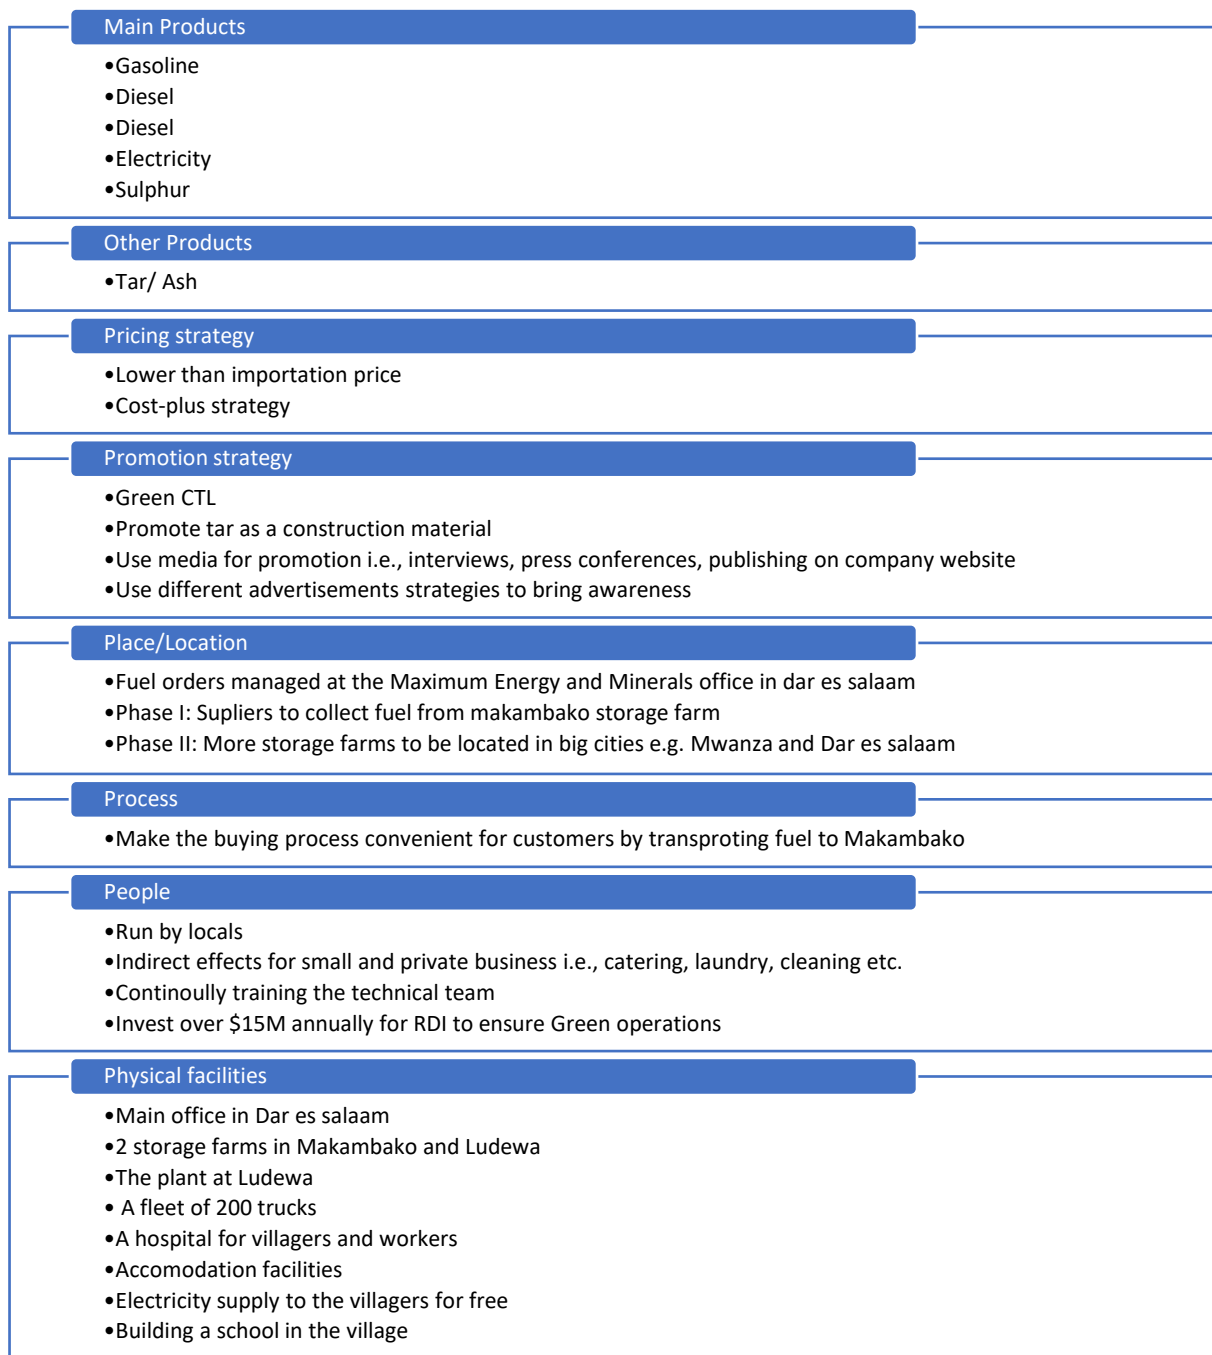 Main Products
•Gasoline
•Diesel
•Diesel
•Electricity
•Sulphur
Other Products
•Tar/ Ash
Pricing strategy
•Lower than importation price
•Cost-plus strategy
Promotion strategy
•Green CTL
•Promote tar as a construction material
•Use media for promotion i.e., interviews, press conferences, publishing on company website
•Use different advertisements strategies to bring awareness
Place/Location
•Fuel orders managed at the Maximum Energy and Minerals office in dar es salaam
•Phase I: Supliers to collect fuel from makambako storage farm
•Phase II: More storage farms to be located in big cities e.g. Mwanza and Dar es salaam
Process
•Make the buying process convenient for customers by transproting fuel to Makambako
People
•Run by locals
•Indirect effects for small and private business i.e., catering, laundry, cleaning etc.
•Continoully training the technical team
•Invest over $15M annually for RDI to ensure Green operations
Physical facilities
•Main office in Dar es salaam
•2 storage farms in Makambako and Ludewa
•The plant at Ludewa
• A fleet of 200 trucks
•A hospital for villagers and workers
•Accomodation facilities
•Electricity supply to the villagers for free
•Building a school in the village